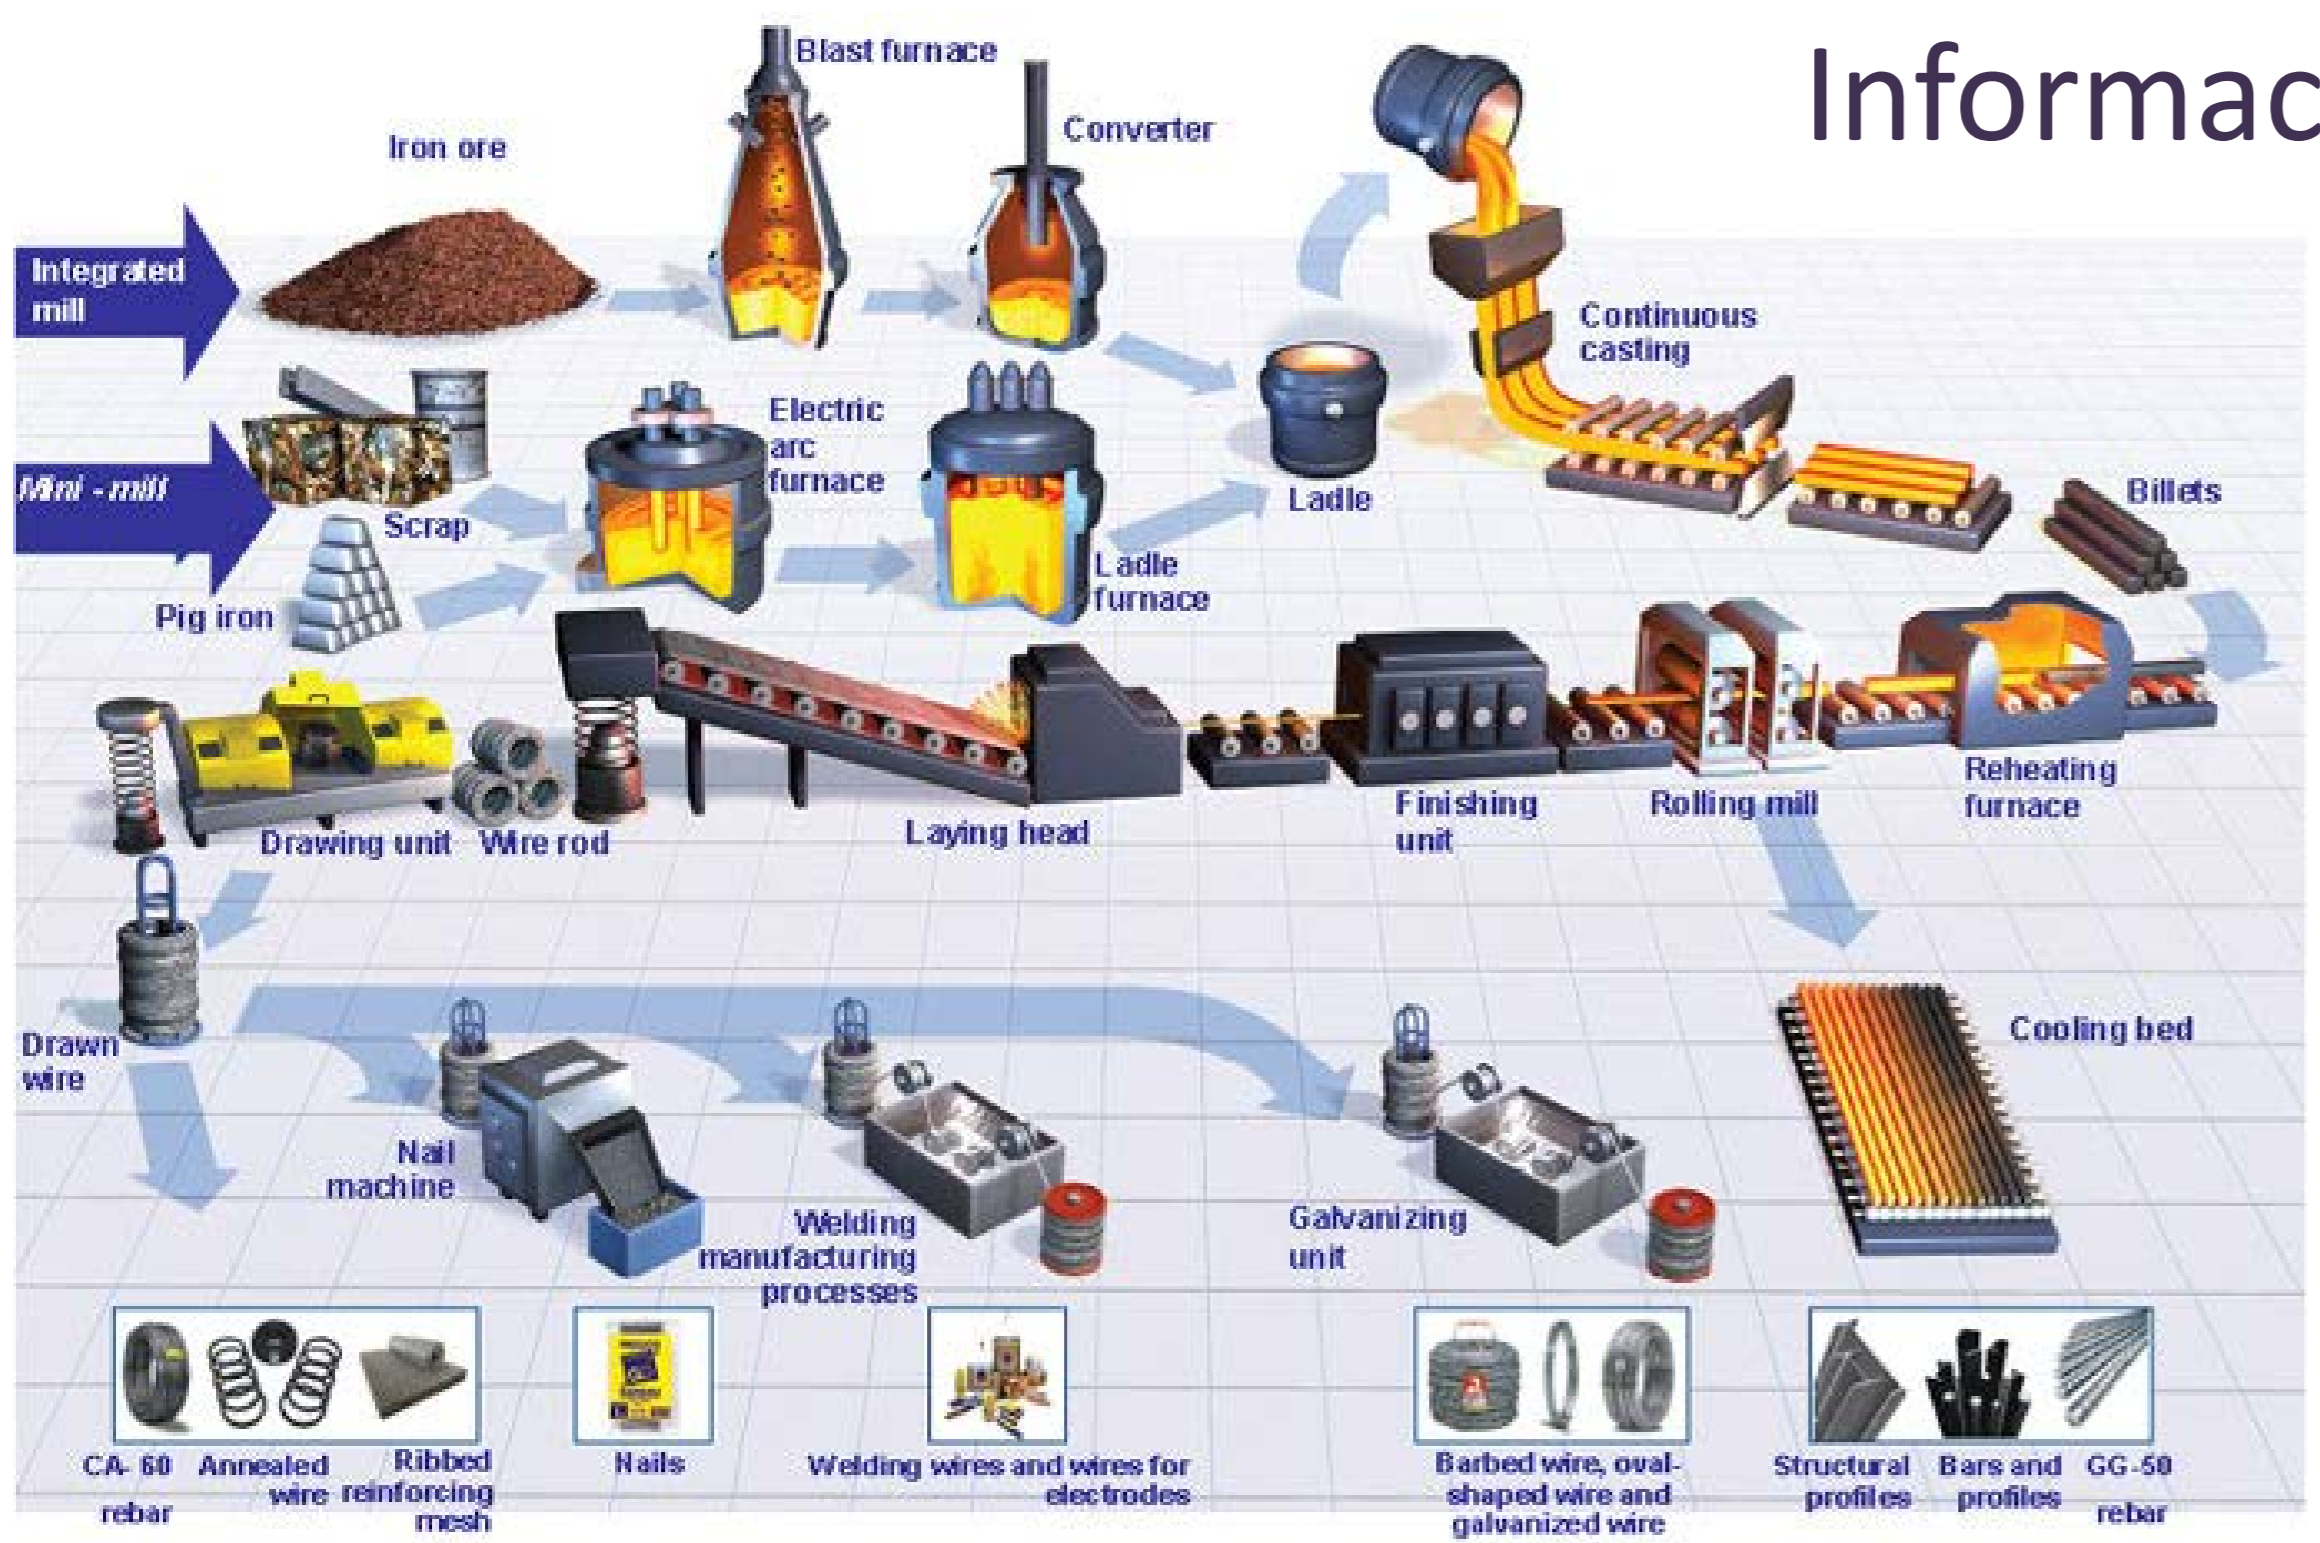 Informac
Blast furnace
Converter
Iron ore
Integrated
mill
Continuous
casting
Electric
arc
furnace
Mini - mill
Scrap
Ladle
Billets
Ladle
furnace
Pig iron
Reheating
furnace
Rolling mill
Finishing
unit
Laying head
Wire rod
Drawing unit
Drawn
wire
Cooling bed
Nail
machine
Welding
manufacturing
processes
Galvanizing
unit
CA- 60
rebar
Annealed
wire
Ribbed
reinforcing
mesh
Nails
Welding wires and wires for
electrodes
Barbed wire, oval-
shaped wire and
galvanized wire
Structural
profiles
Bars and
profiles
GG-50
rebar